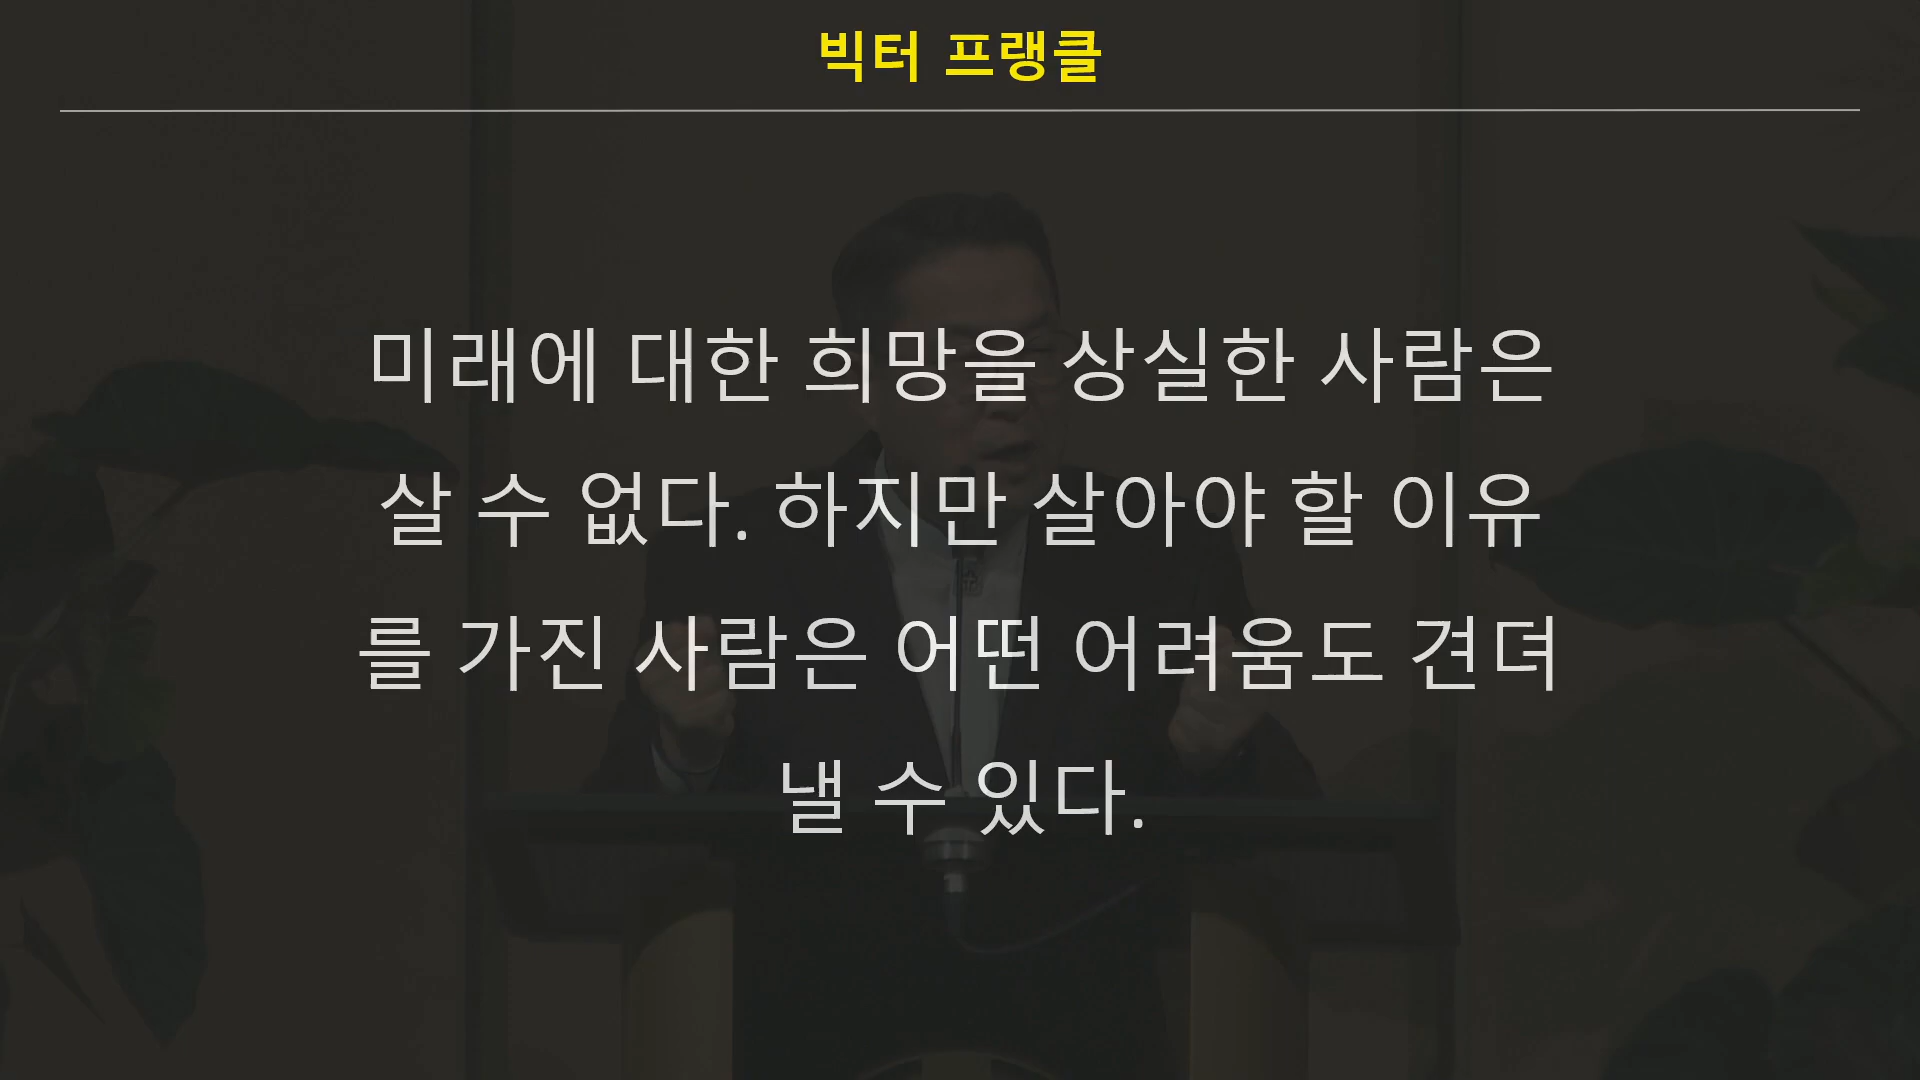 빅터 프랭클
미래에 대한 희망을 상실한 사람은
살 수 없다. 하지만 살아야 할 이유
를 가진 사람은 어떤 어려움도 견뎌
낼 수 있다.